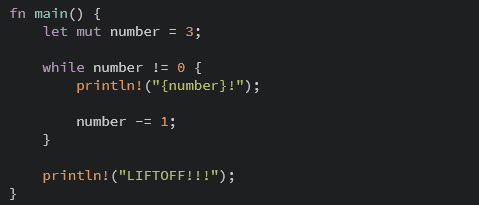 fn main() {
    let mut number = 3;

    while number != 0 {
        println!("{number}!");

        number -= 1;
    }

    println!("LIFTOFF!!!");
}